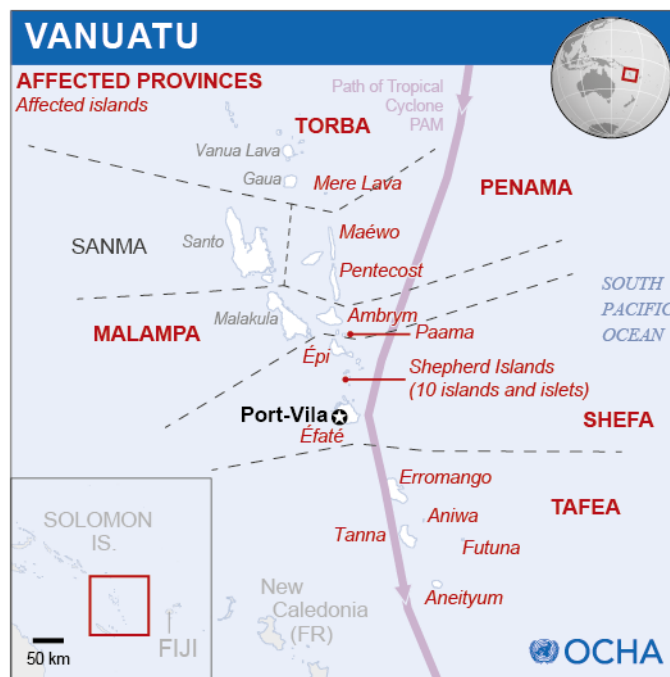 VANUATU
AFFECTED PROVINCES
Affected islands
Path of Tropical
Cyclone
PAM
TORBA
Vanua Lava
Gaua
Mere Lava
PENAMA
SANMA
Santo
Maéwo
Pentecost
SOUTH
PACIFIC
OCEAN
MALAMPA
Malakula
Ambrym
Paama
Épi
Shepherd Islands
(10 islands and islets)
Port-Vila
Éfaté
SHEFA
Erromango
TAFEA
Aniwa
Tanna
Futuna
Aneityum
SOLOMON
IS.
FIJI
50 km
New
Caledonia
(FR)
OCHA